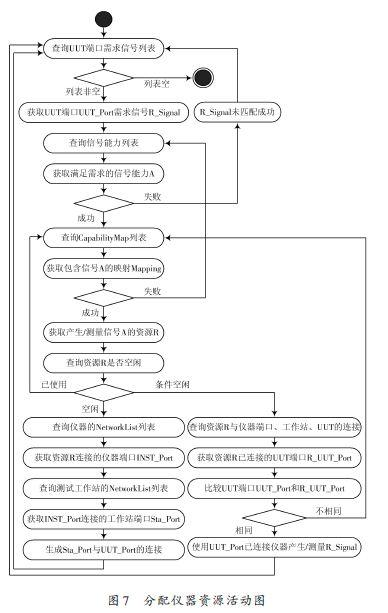 查询UUT端口需求信号列表
列表空
列表非空
获取UUT端口UUT_Port需求信号R_Signal
R_Signal未匹配成功
查询信号能力列表
获取满足需求的信号能力A
失败
成功
查询CapabilityMap列表
获取包含信号A的映射Mapping
失败
成功
获取产生/测量信号A的资源R
查询资源R是否空闲
已使用
条件空闲
空闲
查询仪器的NetworkList列表
查询资源R与仪器端口、工作站、UUT的连接
获取资源R连接的仪器端口INST_Port
获取资源R已连接的UUT端口R_UUT_Port
查询测试工作站的NetworkList列表
比较UUT端口UUT_Port和R_UUT_Port
获取INST_Port连接的工作站端口Sta_Port
不相同
相同
生成Sta_Port与UUT_Port的连接
使用UUT_Port已连接仪器产生/测量R_Signal
图7 分配仪器资源活动图